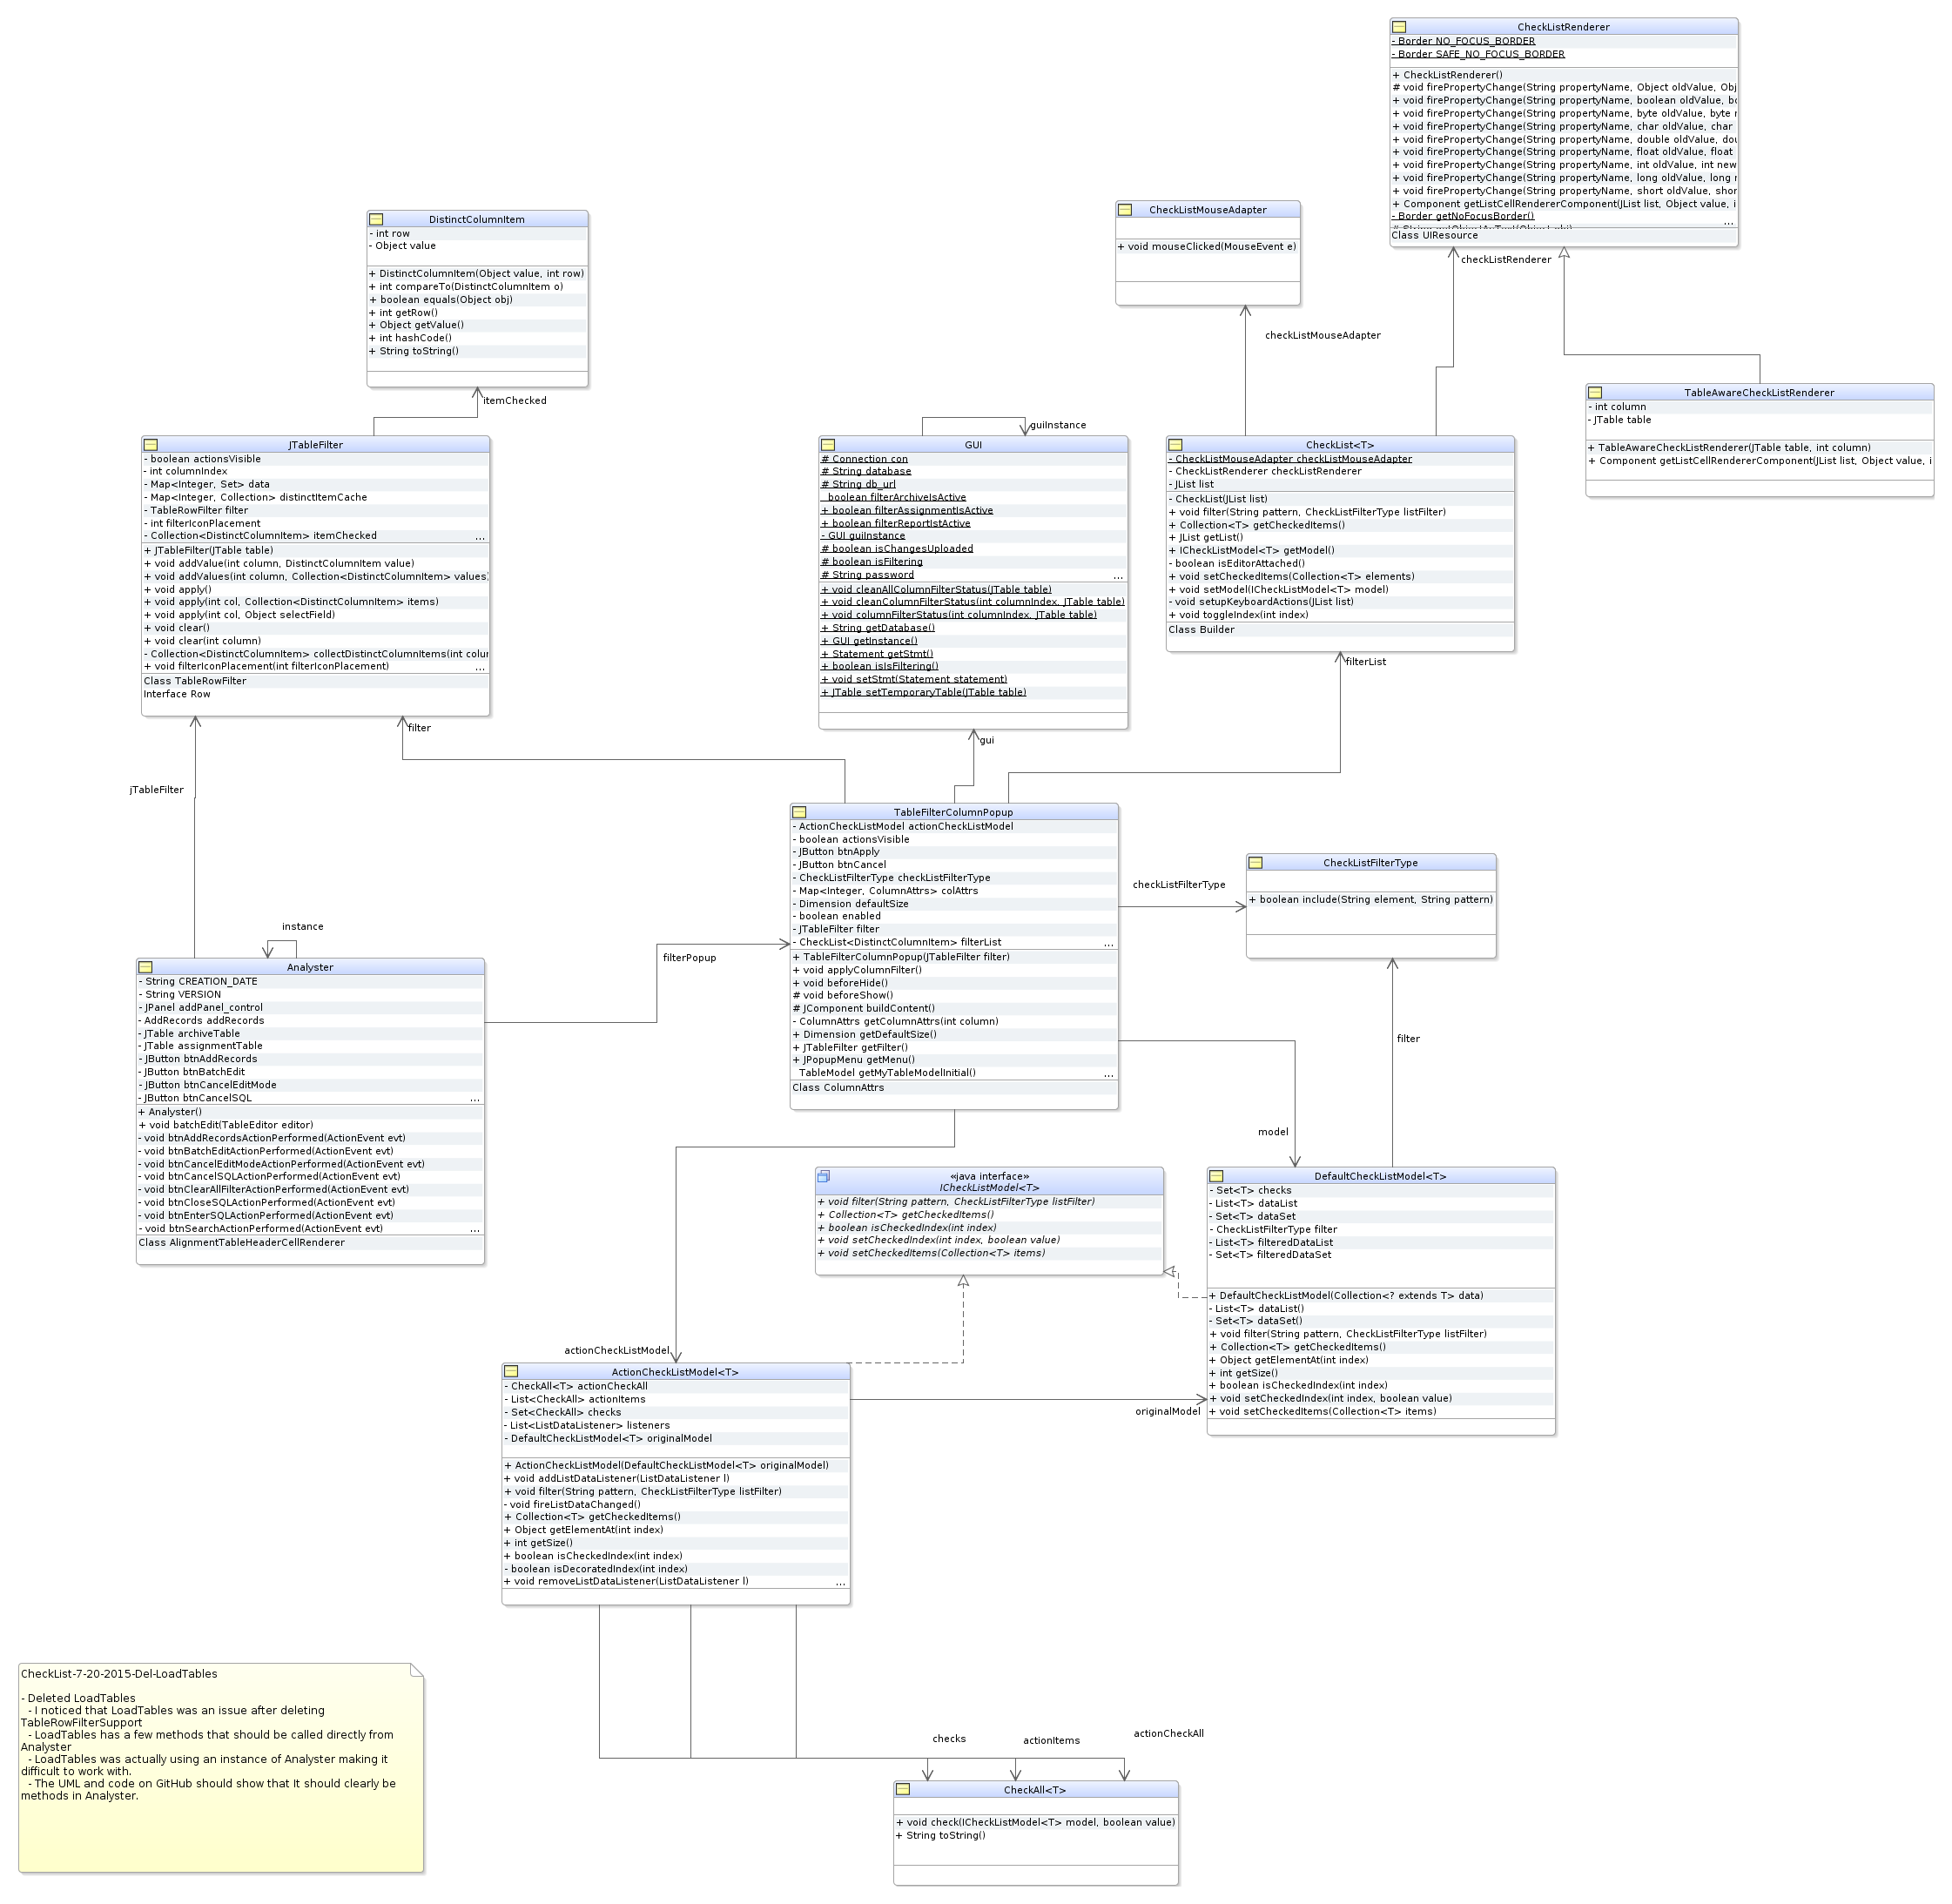 CheckListRenderer
- Border NO_FOCUS_BORDER
- Border SAFE_NO_FOCUS_BORDER
+ CheckListRenderer()
# void firePropertyChange(String propertyName, Object oldValue, Obj
+ void firePropertyChange(String propertyName, boolean oldValue, bo
+ void firePropertyChange(String propertyName, byte oldValue, byte n
+ void firePropertyChange(String propertyName, char oldValue, char
+ void firePropertyChange(String propertyName, double oldValue, dou
+ void firePropertyChange(String propertyName, float oldValue, float
+ void firePropertyChange(String propertyName, int oldValue, int new
+ void firePropertyChange(String propertyName, long oldValue, long n
+ void firePropertyChange(String propertyName, short oldValue, shor
+ Component getListCellRendererComponent(JList list, Object value, i
- Border getNoFocusBorder()
...
Class UIResource
checkListRenderer
CheckListMouseAdapter
+ void mouseClicked(MouseEvent e)
checkListMouseAdapter
DistinctColumnItem
- int row
- Object value
+ DistinctColumnItem(Object value, int row)
+ int compareTo(DistinctColumnItem o)
+ boolean equals(Object obj)
+ int getRow()
+ Object getValue()
+ int hashCode()
+ String toString()
itemChecked
TableAwareCheckListRenderer
- int column
- JTable table
+ TableAwareCheckListRenderer(JTable table, int column)
+ Component getListCellRendererComponent(JList list, Object value, i
JTableFilter
- boolean actionsVisible
- int columnIndex
- Map<Integer, Set> data
- Map<Integer, Collection> distinctItemCache
- TableRowFilter filter
- int filterIconPlacement
- Collection<DistinctColumnItem> itemChecked ...
+ JTableFilter(JTable table)
+ void addValue(int column, DistinctColumnItem value)
+ void addValues(int column, Collection<DistinctColumnItem> values)
+ void apply()
+ void apply(int col, Collection<DistinctColumnItem> items)
+ void apply(int col, Object selectField)
+ void clear()
+ void clear(int column)
- Collection<DistinctColumnItem> collectDistinctColumnItems(int colur
+ void filterIconPlacement(int filterIconPlacement) ...
Class TableRowFilter
Interface Row
filter
jTableFilter
guiInstance
GUI
# Connection con
# String database
# String db_url
boolean filterArchiveIsActive
+ boolean filterAssignmentIsActive
+ boolean filterReportIstActive
- GUI guiInstance
# boolean isChangesUploaded
# boolean isFiltering
# String password ...
+ void cleanAllColumnFilterStatus(JTable table)
+ void cleanColumnFilterStatus(int columnIndex, JTable table)
+ void columnFilterStatus(int columnIndex, JTable table)
+ String getDatabase()
+ GUI getInstance()
+ Statement getStmt()
+ boolean isIsFiltering()
+ void setStmt(Statement statement)
+ JTable setTemporaryTable(JTable table)
gui
CheckList<T>
- CheckListMouseAdapter checkListMouseAdapter
- CheckListRenderer checkListRenderer
- JList list
- CheckList(JList list)
+ void filter(String pattern, CheckListFilterType listFilter)
+ Collection<T> getCheckedItems()
+ JList getList()
+ ICheckListModel<T> getModel()
- boolean isEditorAttached()
+ void setCheckedItems(Collection<T> elements)
+ void setModel(ICheckListModel<T> model)
- void setupKeyboardActions(JList list)
+ void toggleIndex(int index)
Class Builder
filterList
TableFilterColumnPopup
- ActionCheckListModel actionCheckListModel
- boolean actionsVisible
- JButton btnApply
- JButton btnCancel
- CheckListFilterType checkListFilterType
- Map<Integer, ColumnAttrs> colAttrs
- Dimension defaultSize
- boolean enabled
- JTableFilter filter
- CheckList<DistinctColumnItem> filterList ...
+ TableFilterColumnPopup(JTableFilter filter)
+ void applyColumnFilter()
+ void beforeHide()
# void beforeShow()
# JComponent buildContent()
- ColumnAttrs getColumnAttrs(int column)
+ Dimension getDefaultSize()
+ JTableFilter getFilter()
+ JPopupMenu getMenu()
TableModel getMyTableModelInitial() ...
Class ColumnAttrs
checkListFilterType
CheckListFilterType
+ boolean include(String element, String pattern)
filter
instance
filterPopup
Analyster
- String CREATION_DATE
- String VERSION
- JPanel addPanel_control
- AddRecords addRecords
- JTable archiveTable
- JTable assignmentTable
- JButton btnAddRecords
- JButton btnBatchEdit
- JButton btnCancelEditMode
- JButton btnCancelSQL ...
+ Analyster()
+ void batchEdit(TableEditor editor)
- void btnAddRecordsActionPerformed(ActionEvent evt)
- void btnBatchEditActionPerformed(ActionEvent evt)
- void btnCancelEditModeActionPerformed(ActionEvent evt)
- void btnCancelSQLActionPerformed(ActionEvent evt)
- void btnClearAllFilterActionPerformed(ActionEvent evt)
- void btnCloseSQLActionPerformed(ActionEvent evt)
- void btnEnterSQLActionPerformed(ActionEvent evt)
- void btnSearchActionPerformed(ActionEvent evt) ...
Class AlignmentTableHeaderCellRenderer
model
«java interface»
ICheckListModel<T>
+ void filter(String pattern, CheckListFilterType listFilter)
+ Collection<T> getCheckedItems()
+ boolean isCheckedIndex(int index)
+ void setCheckedIndex(int index, boolean value)
+ void setCheckedItems(Collection<T> items)
DefaultCheckListModel<T>
- Set<T> checks
- List<T> dataList
- Set<T> dataSet
- CheckListFilterType filter
- List<T> filteredDataList
- Set<T> filteredDataSet
+ DefaultCheckListModel(Collection<? extends T> data)
- List<T> dataList()
- Set<T> dataSet()
+ void filter(String pattern, CheckListFilterType listFilter)
+ Collection<T> getCheckedItems()
+ Object getElementAt(int index)
+ int getSize()
+ boolean isCheckedIndex(int index)
+ void setCheckedIndex(int index, boolean value)
+ void setCheckedItems(Collection<T> items)
actionCheckListModel
originalModel
ActionCheckListModel<T>
- CheckAll<T> actionCheckAll
- List<CheckAll> actionItems
- Set<CheckAll> checks
- List<ListDataListener> listeners
- DefaultCheckListModel<T> originalModel
+ ActionCheckListModel(DefaultCheckListModel<T> originalModel)
+ void addListDataListener(ListDataListener l)
+ void filter(String pattern, CheckListFilterType listFilter)
- void fireListDataChanged()
+ Collection<T> getCheckedItems()
+ Object getElementAt(int index)
+ int getSize()
+ boolean isCheckedIndex(int index)
- boolean isDecoratedIndex(int index)
+ void removeListDataListener(ListDataListener l) ...
CheckList-7-20-2015-Del-LoadTables
- Deleted LoadTables
- I noticed that LoadTables was an issue after deleting
TableRowFilterSupport
- LoadTables has a few methods that should be called directly from
Analyster
- LoadTables was actually using an instance of Analyster making it
difficult to work with.
- The UML and code on GitHub should show that It should clearly be
methods in Analyster.
checks
actionItems
actionCheckAll
CheckAll<T>
+ void check(ICheckListModel<T> model, boolean value)
+ String toString()